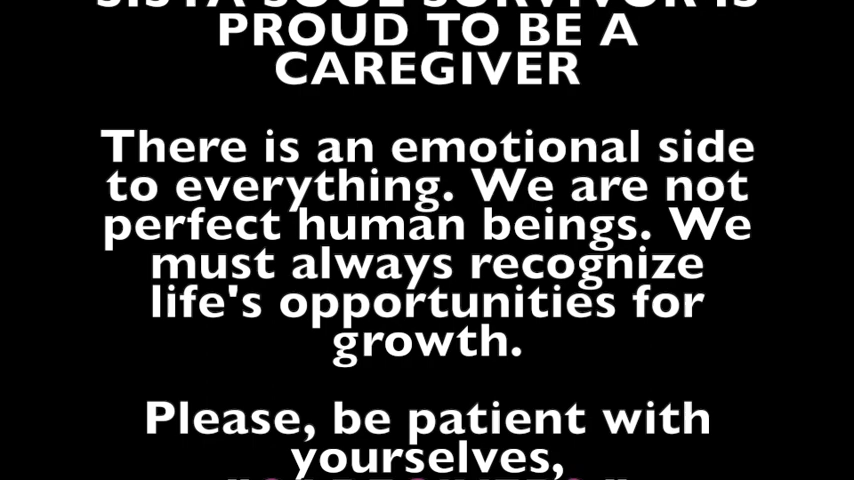 SISTA SOUL SURVIVOR IS
PROUD TO BE A
CAREGIVER
There is an emotional side
to everything. We are not
perfect human beings. We
must always recognize
life's opportunities for
growth.
Please, be patient with
yourselves,